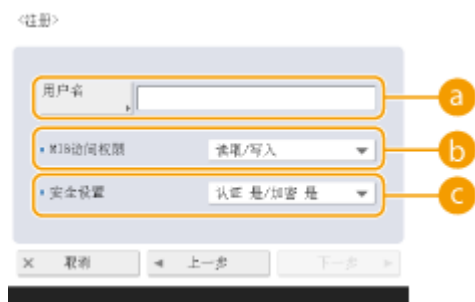 <注册>
用户名
a
MIB访问权限
读取/写入
b
安全设置
认证 是/加密 是
c
取消
上一步
下一步